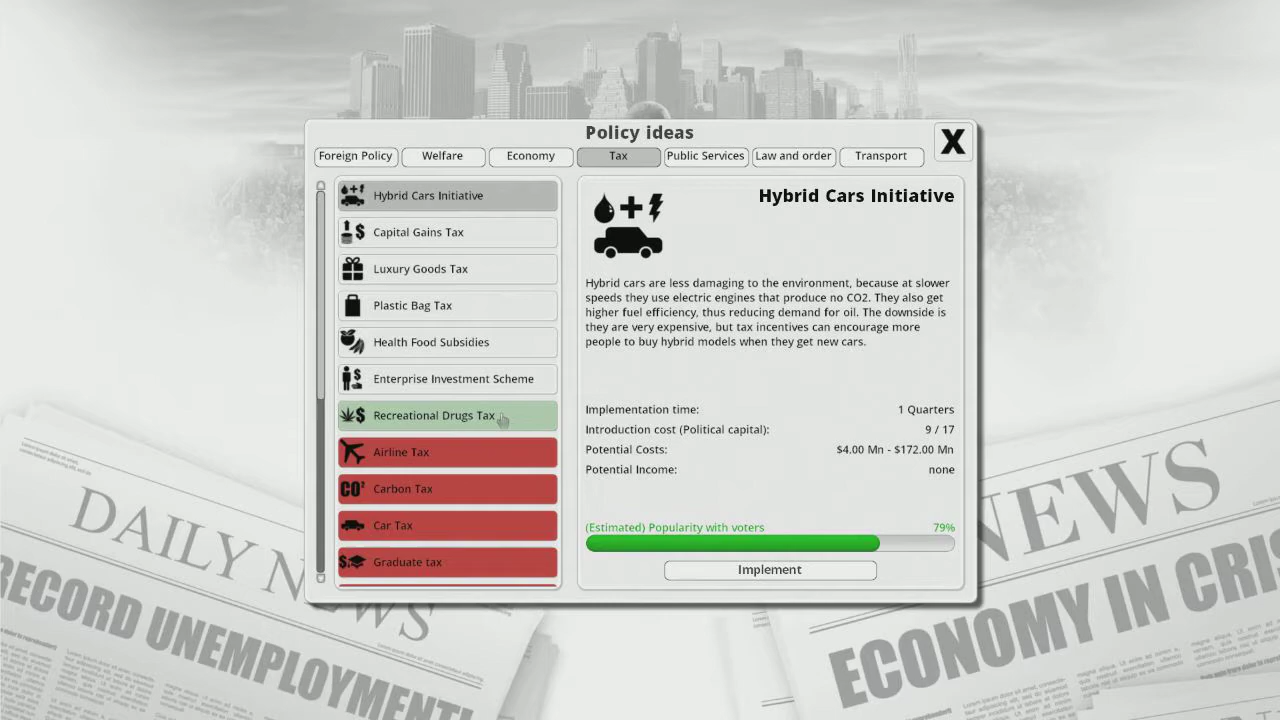 Policy ideas
X
Foreign Policy
Welfare
Economy
Tax
Public Services
Law and order
Transport
Hybrid Cars Initiative
Capital Gains Tax
Luxury Goods Tax
Plastic Bag Tax
Health Food Subsidies
Enterprise Investment Scheme
Recreational Drugs Tax
Airline Tax
CO² Carbon Tax
Car Tax
Graduate tax
Hybrid Cars Initiative
Hybrid cars are less damaging to the environment, because at slower
speeds they use electric engines that produce no CO2. They also get
higher fuel efficiency, thus reducing demand for oil. The downside is
they are very expensive, but tax incentives can encourage more
people to buy hybrid models when they get new cars.
Implementation time: 1 Quarters
Introduction cost (Political capital): 9 / 17
Potential Costs: $4.00 Mn - $172.00 Mn
Potential Income: none
(Estimated) Popularity with voters 79%
Implement
DAILY NEWS
RECORD UNEMPLOYMENT!
NEWS
ECONOMY IN CRIS